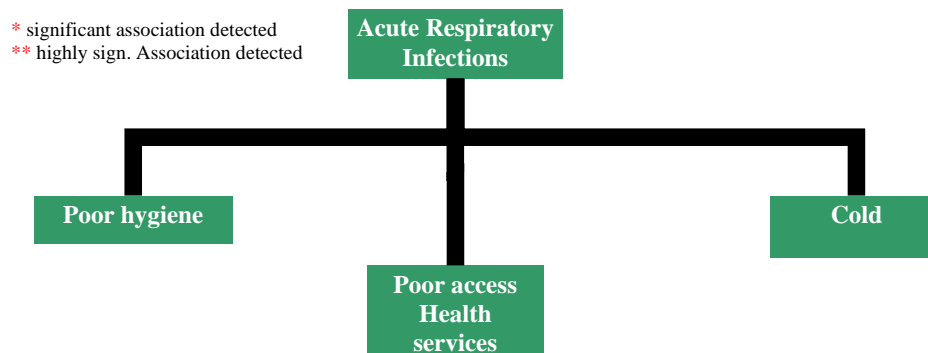 * significant association detected
** highly sign. Association detected
Acute Respiratory
Infections
Poor hygiene
Cold
Poor access
Health
services